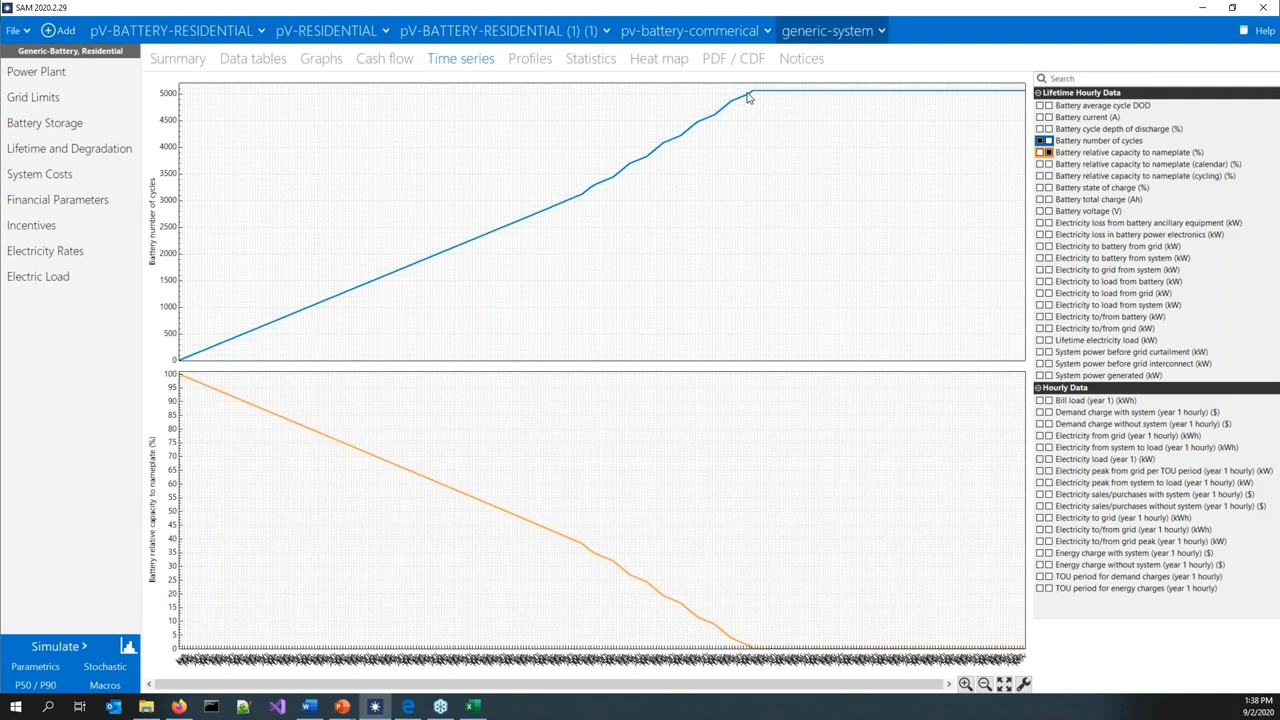 SAM 2020.2.29
File
Add
pV-BATTERY-RESIDENTIAL
pV-RESIDENTIAL
pV-BATTERY-RESIDENTIAL (1) (1)
pv-battery-commerical
generic-system
Help
Generic-Battery, Residential
Power Plant
Grid Limits
Battery Storage
Lifetime and Degradation
System Costs
Financial Parameters
Incentives
Electricity Rates
Electric Load
Simulate >
Parametrics
Stochastic
P50 / P90
Macros
Summary
Data tables
Graphs
Cash flow
Time series
Profiles
Statistics
Heat map
PDF / CDF
Notices
Battery number of cycles
5000
4500
4000
3500
3000
2500
2000
1500
1000
500
0
Battery relative capacity to nameplate (%)
100
95
90
85
80
75
70
65
60
55
50
45
40
35
30
25
20
15
10
5
0
Search
Lifetime Hourly Data
Battery average cycle DOD
Battery current (A)
Battery cycle depth of discharge (%)
Battery number of cycles
Battery relative capacity to nameplate (%)
Battery relative capacity to nameplate (calendar) (%)
Battery relative capacity to nameplate (cycling) (%)
Battery state of charge (%)
Battery total charge (Ah)
Battery voltage (V)
Electricity loss from battery ancillary equipment (kW)
Electricity loss in battery power electronics (kW)
Electricity to battery from grid (kW)
Electricity to battery from system (kW)
Electricity to grid from system (kW)
Electricity to load from battery (kW)
Electricity to load from grid (kW)
Electricity to load from system (kW)
Electricity to/from battery (kW)
Electricity to/from grid (kW)
Lifetime electricity load (kW)
System power before grid curtailment (kW)
System power before grid interconnect (kW)
System power generated (kW)
Hourly Data
Bill load (year 1) (kWh)
Demand charge with system (year 1 hourly) ($)
Demand charge without system (year 1 hourly) ($)
Electricity from grid (year 1 hourly) (kWh)
Electricity from system to load (year 1 hourly) (kWh)
Electricity load (year 1) (kW)
Electricity peak from grid per TOU period (year 1 hourly) (kW)
Electricity peak from system to load (year 1 hourly) (kW)
Electricity sales/purchases with system (year 1 hourly) ($)
Electricity sales/purchases without system (year 1 hourly) ($)
Electricity to grid (year 1 hourly) (kWh)
Electricity to/from grid (year 1 hourly) (kWh)
Electricity to/from grid peak (year 1 hourly) (kW)
Energy charge with system (year 1 hourly) ($)
Energy charge without system (year 1 hourly) ($)
TOU period for demand charges (year 1 hourly)
TOU period for energy charges (year 1 hourly)
1:38 PM
9/2/2020